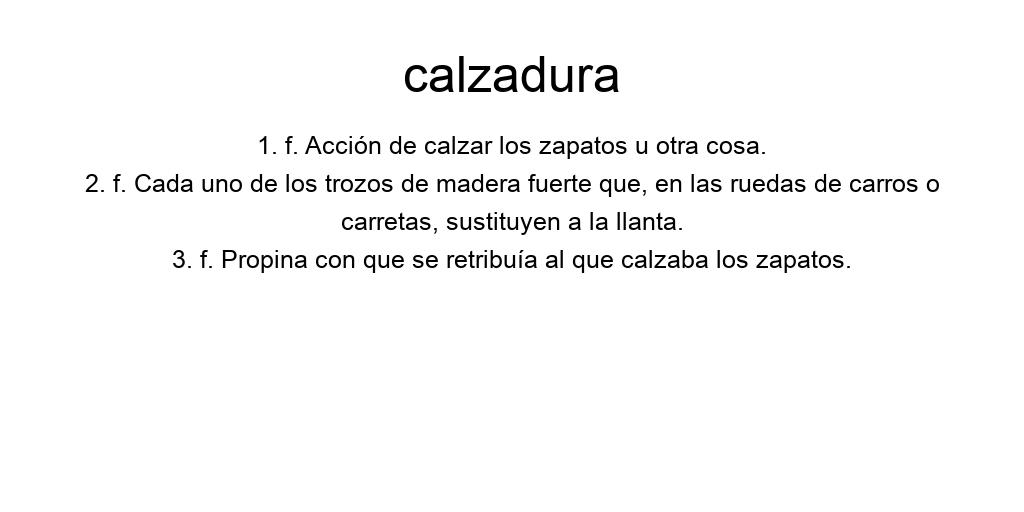 calzadura
1. f. Acción de calzar los zapatos u otra cosa.
2. f. Cada uno de los trozos de madera fuerte que, en las ruedas de carros o
carretas, sustituyen a la llanta.
3. f. Propina con que se retribuía al que calzaba los zapatos.